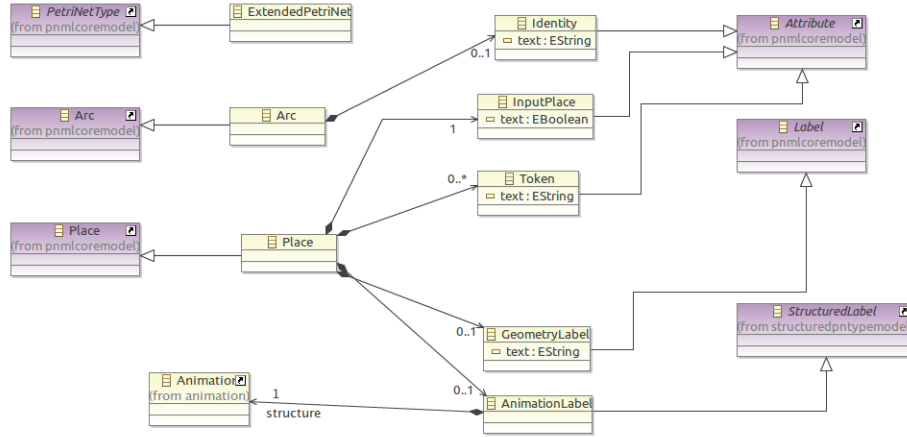 PetriNetType
(from pnmlcoremodel)
ExtendedPetriNet
Identity
text : EString
0..1
Attribute
(from pnmlcoremodel)
Arc
(from pnmlcoremodel)
Arc
InputPlace
text : EBoolean
1
Label
(from pnmlcoremodel)
Token
text : EString
0..*
Place
(from pnmlcoremodel)
Place
GeometryLabel
text : EString
0..1
StructuredLabel
(from structuredpntypemodel)
Animation
(from animation)
1
structure
0..1
AnimationLabel